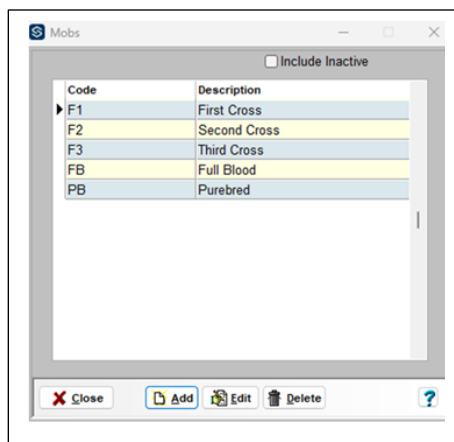 Mobs
Include Inactive
Code Description
F1 First Cross
F2 Second Cross
F3 Third Cross
FB Full Blood
PB Purebred
Close Add Edit Delete ?